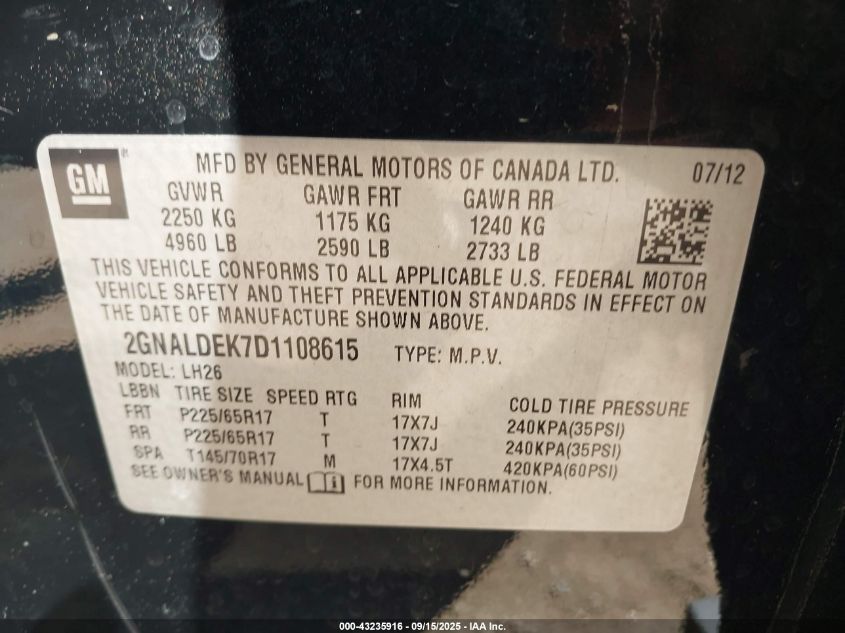 GM
MFD BY GENERAL MOTORS OF CANADA LTD. 07/12
GVWR GAWR FRT GAWR RR
2250 KG 1175 KG 1240 KG
4960 LB 2590 LB 2733 LB
THIS VEHICLE CONFORMS TO ALL APPLICABLE U.S. FEDERAL MOTOR
VEHICLE SAFETY AND THEFT PREVENTION STANDARDS IN EFFECT ON
THE DATE OF MANUFACTURE SHOWN ABOVE.
2GNALDEK7D1108615 TYPE: M.P.V.
MODEL: LH26
LBBN TIRE SIZE SPEED RTG RIM COLD TIRE PRESSURE
FRT P225/65R17 T 17X7J 240KPA(35PSI)
RR P225/65R17 T 17X7J 240KPA(35PSI)
SPA T145/70R17 M 17X4.5T 420KPA(60PSI)
SEE OWNER'S MANUAL FOR MORE INFORMATION.
000-43235916 - 09/15/2025 - IAA Inc.